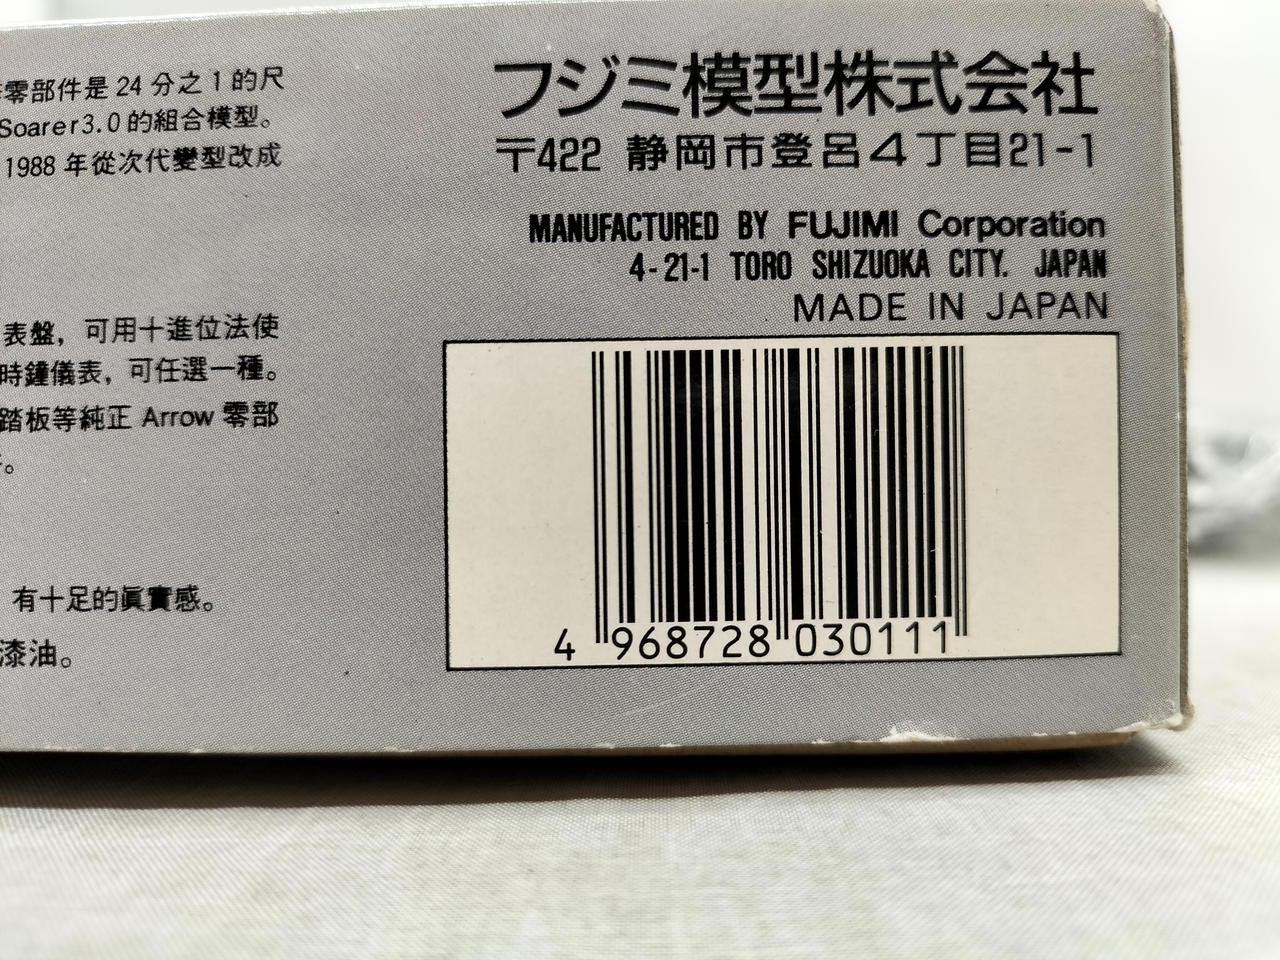 零部件是 24 分之 1 的尺
Soarer3.0的組合模型。
1988 年從次代變型改成
表盤，可用十進位法使
時鐘儀表，可任選一種。
踏板等純正 Arrow 零部
。
有十足的眞實感。
漆油。
フジミ模型株式会社
〒422 静岡市登呂4丁目21-1
MANUFACTURED BY FUJIMI Corporation
4-21-1 TORO SHIZUOKA CITY. JAPAN
MADE IN JAPAN
4 968728 030111